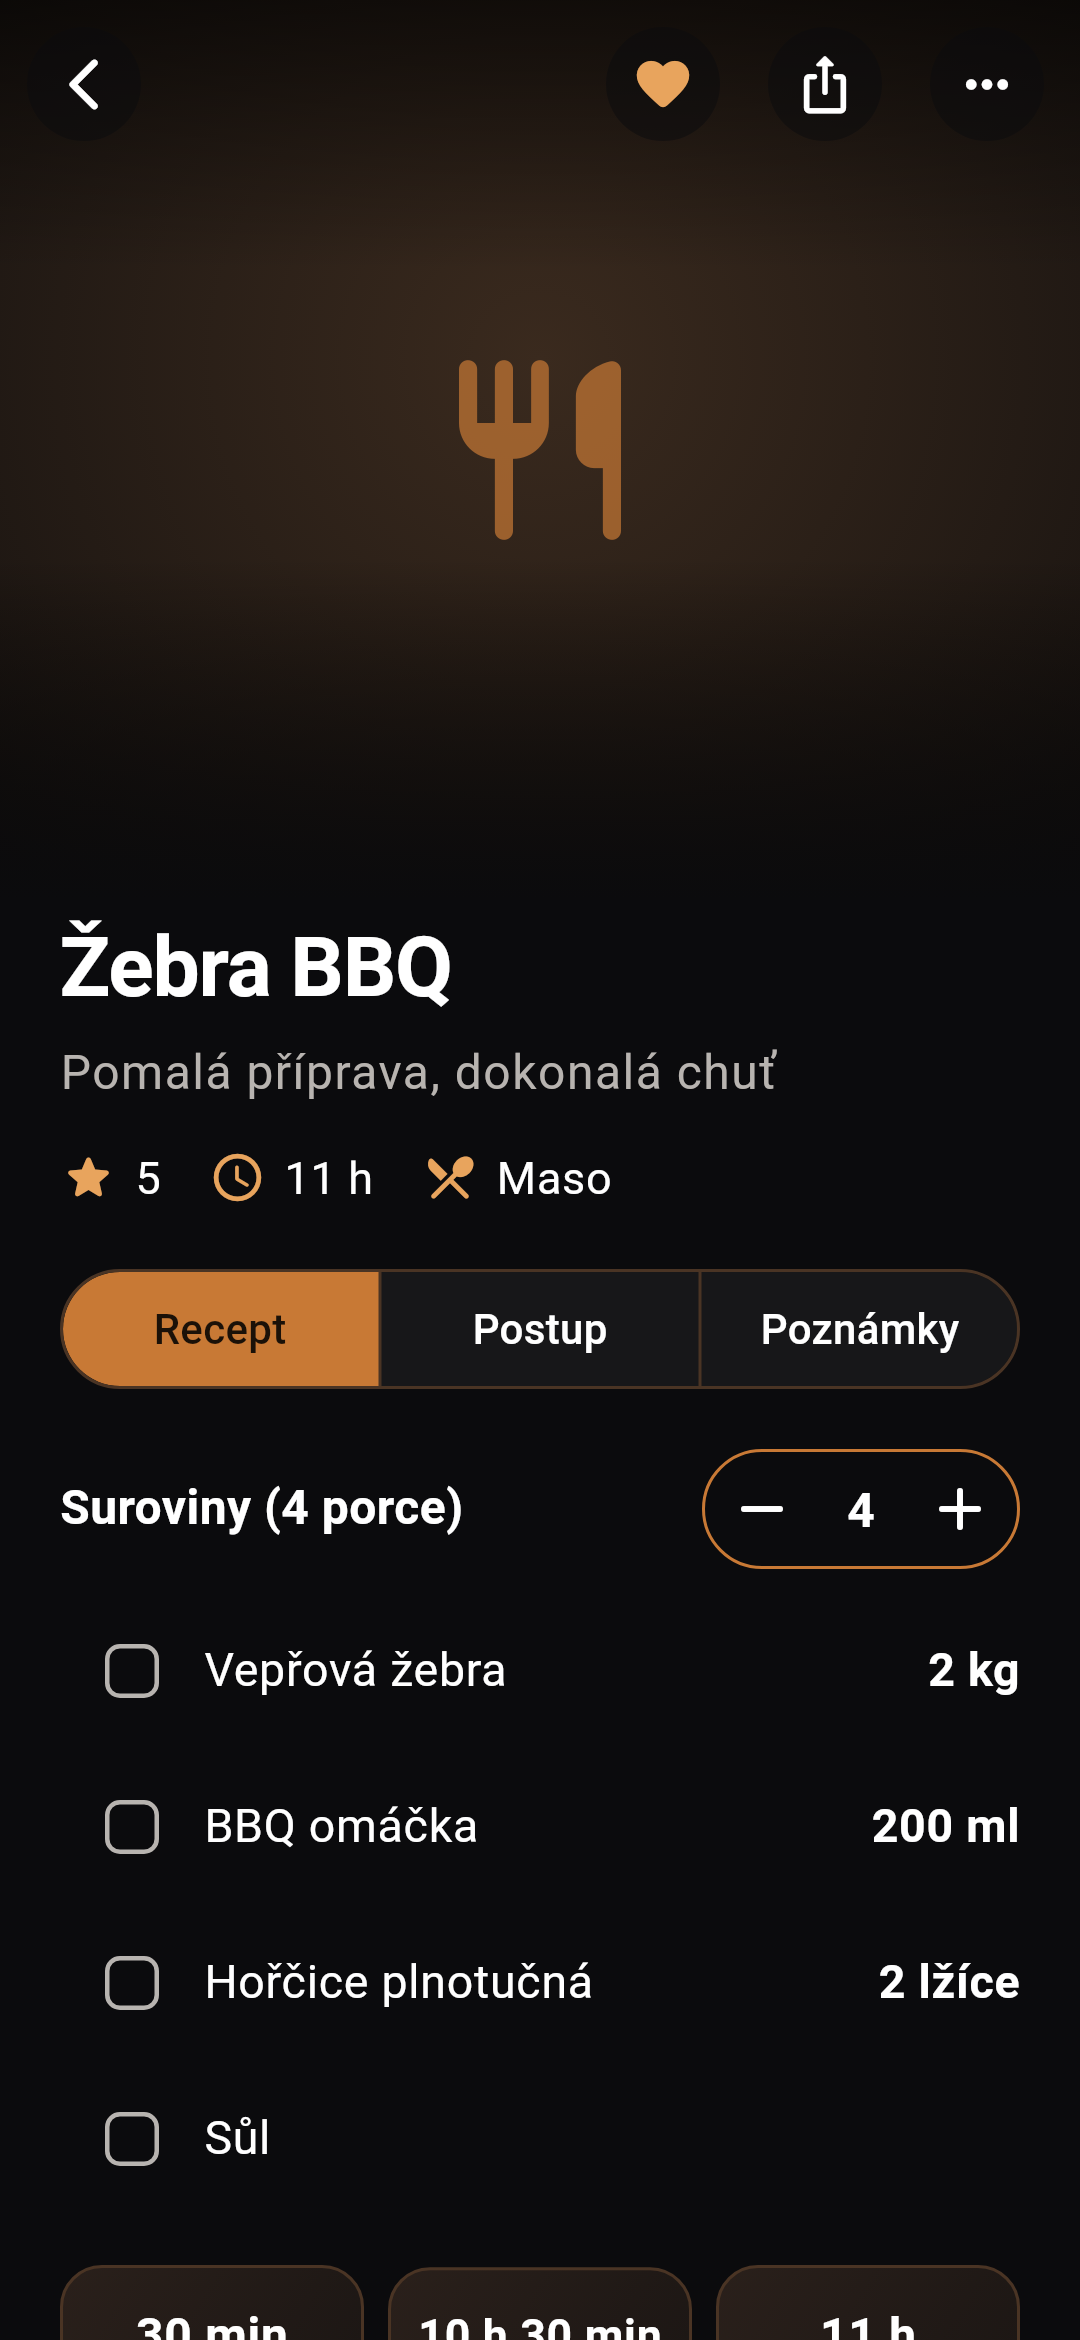 Žebra BBQ
Pomalá příprava, dokonalá chuť
5 11 h Maso
Recept Postup Poznámky
Suroviny (4 porce) 4
Vepřová žebra 2 kg
BBQ omáčka 200 ml
Hořčice plnotučná 2 lžíce
Sůl
30 min 10 h 30 min 11 h